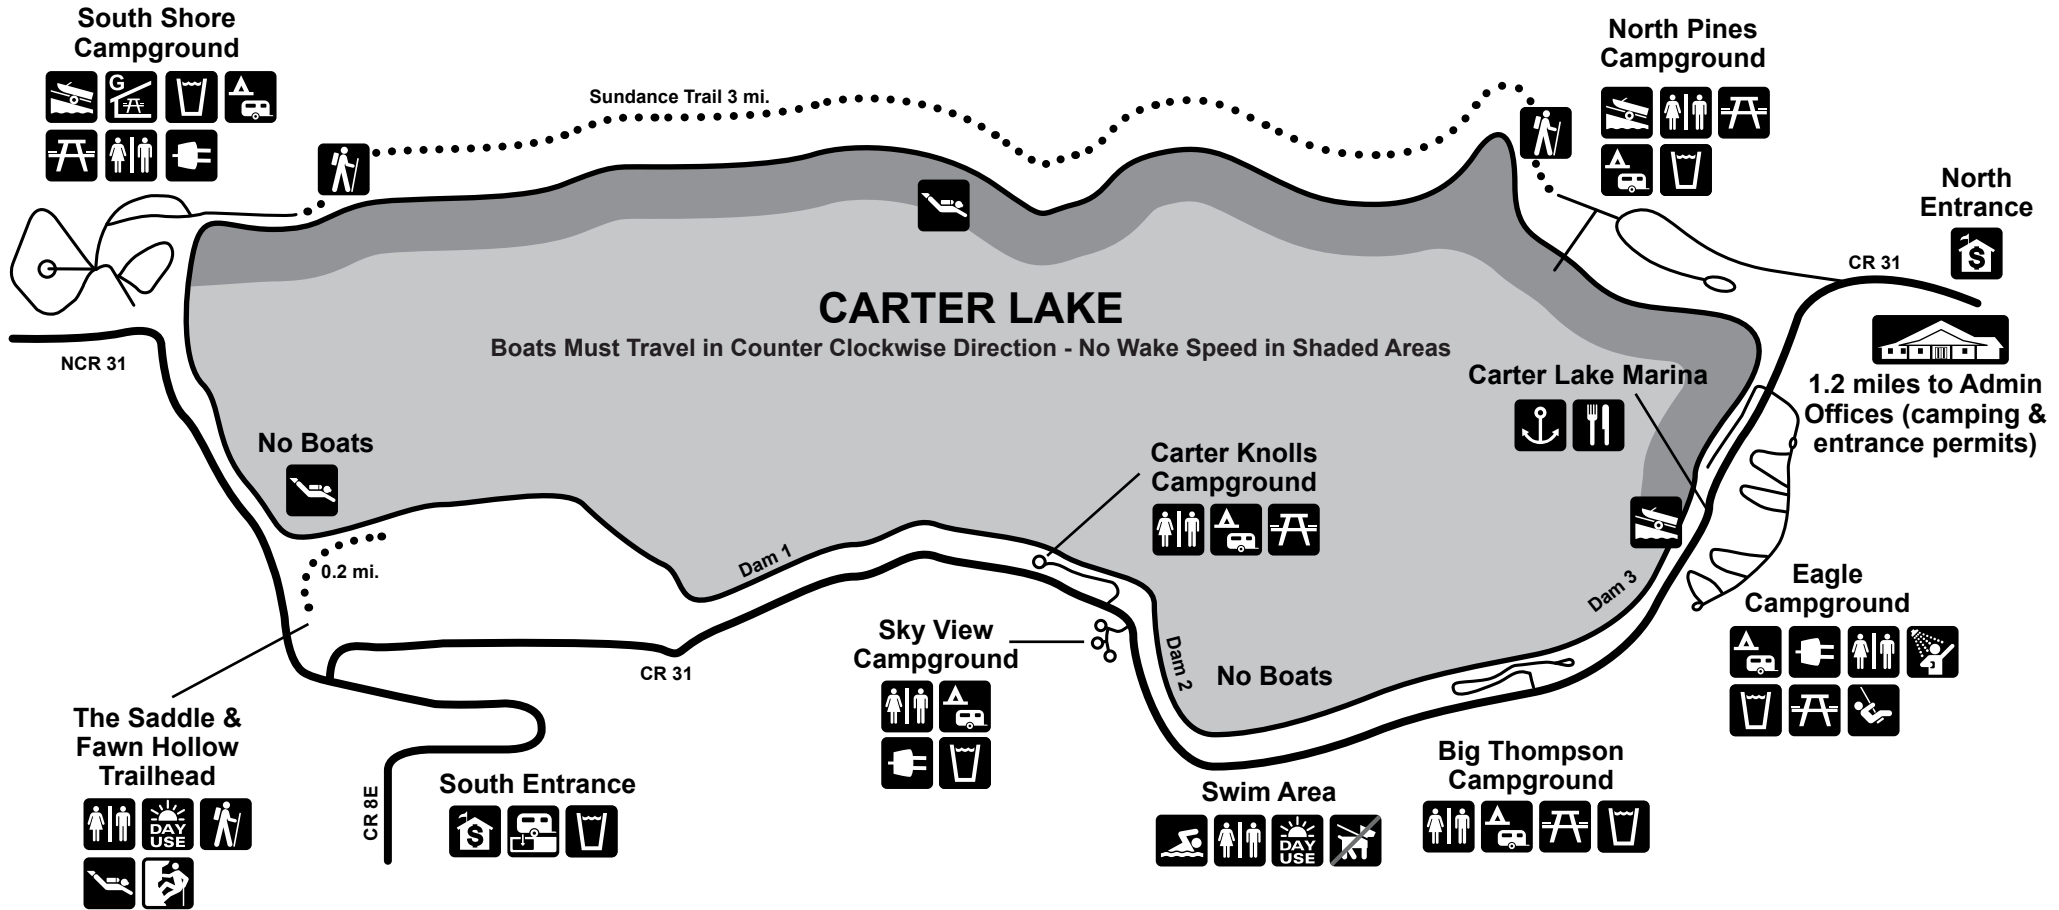 South Shore
Campground
G
Sundance Trail 3 mi.
North Pines
Campground
North
Entrance
$
CR 31
NCR 31
CARTER LAKE
Boats Must Travel in Counter Clockwise Direction - No Wake Speed in Shaded Areas
Carter Lake Marina
1.2 miles to Admin
Offices (camping &
entrance permits)
No Boats
Carter Knolls
Campground
0.2 mi.
Dam 1
Dam 3
Eagle
Campground
Sky View
Campground
Dam 2
No Boats
CR 31
The Saddle &
Fawn Hollow
Trailhead
DAY
USE
CR 8E
South Entrance
$
Swim Area
DAY
USE
Big Thompson
Campground